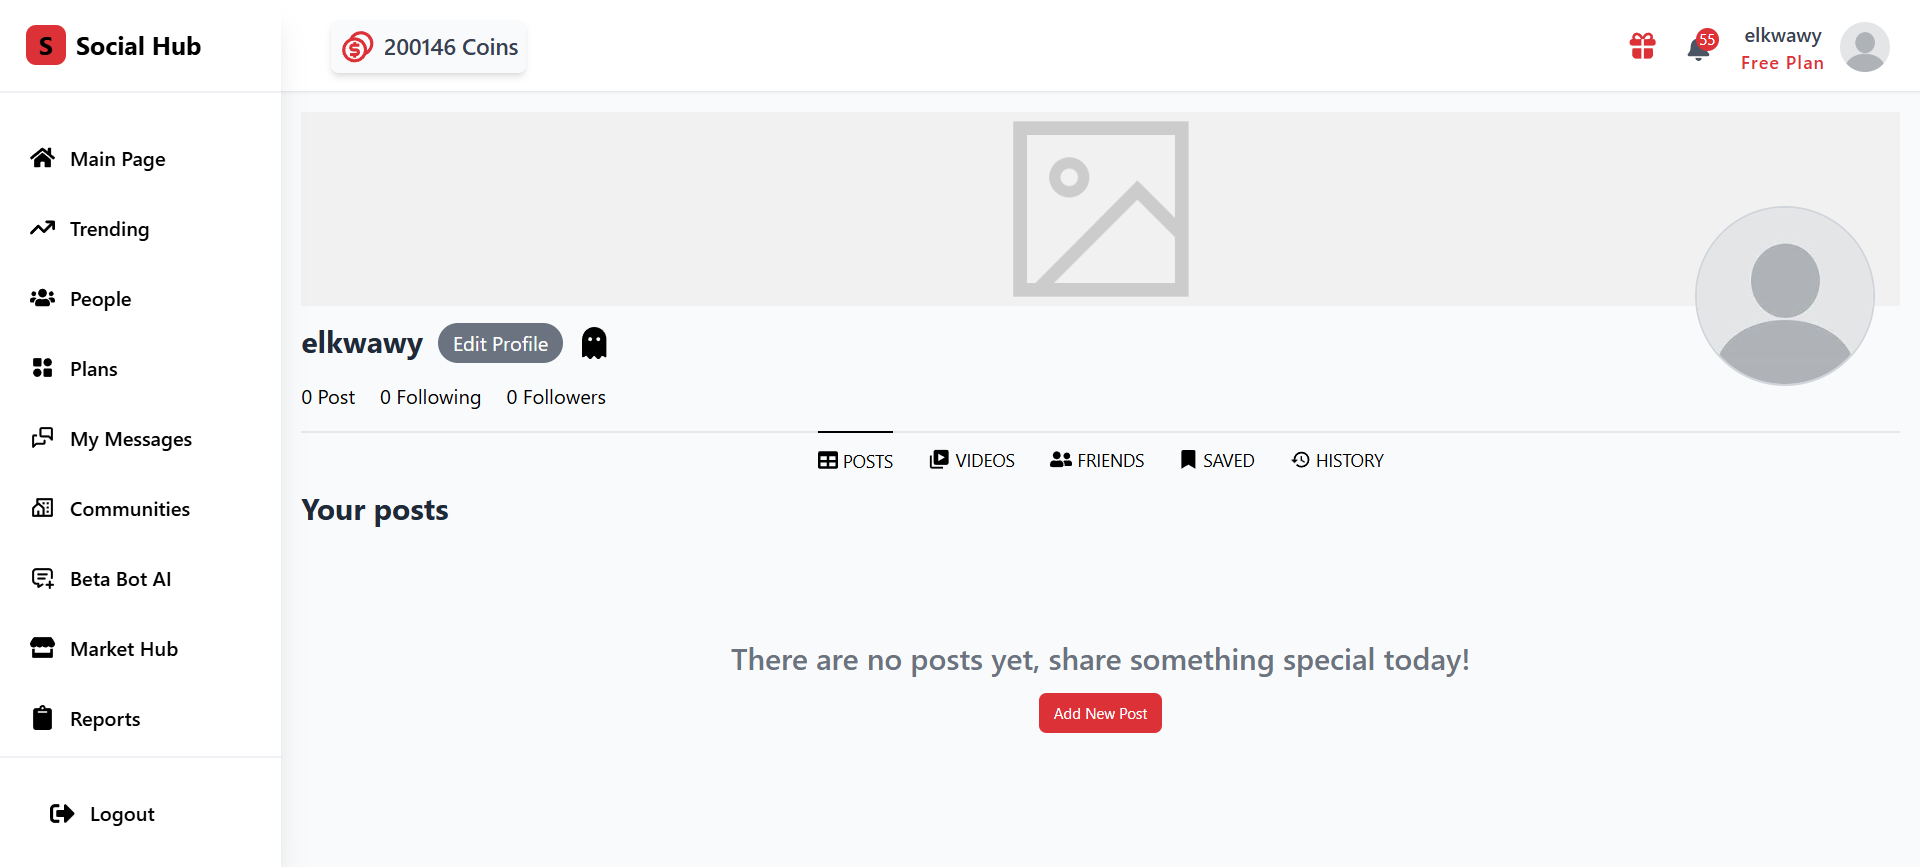 S Social Hub
200146 Coins
55
elkwawy
Free Plan
Main Page
Trending
People
Plans
My Messages
Communities
Beta Bot AI
Market Hub
Reports
Logout
elkwawy Edit Profile
0 Post 0 Following 0 Followers
POSTS VIDEOS FRIENDS SAVED HISTORY
Your posts
There are no posts yet, share something special today!
Add New Post